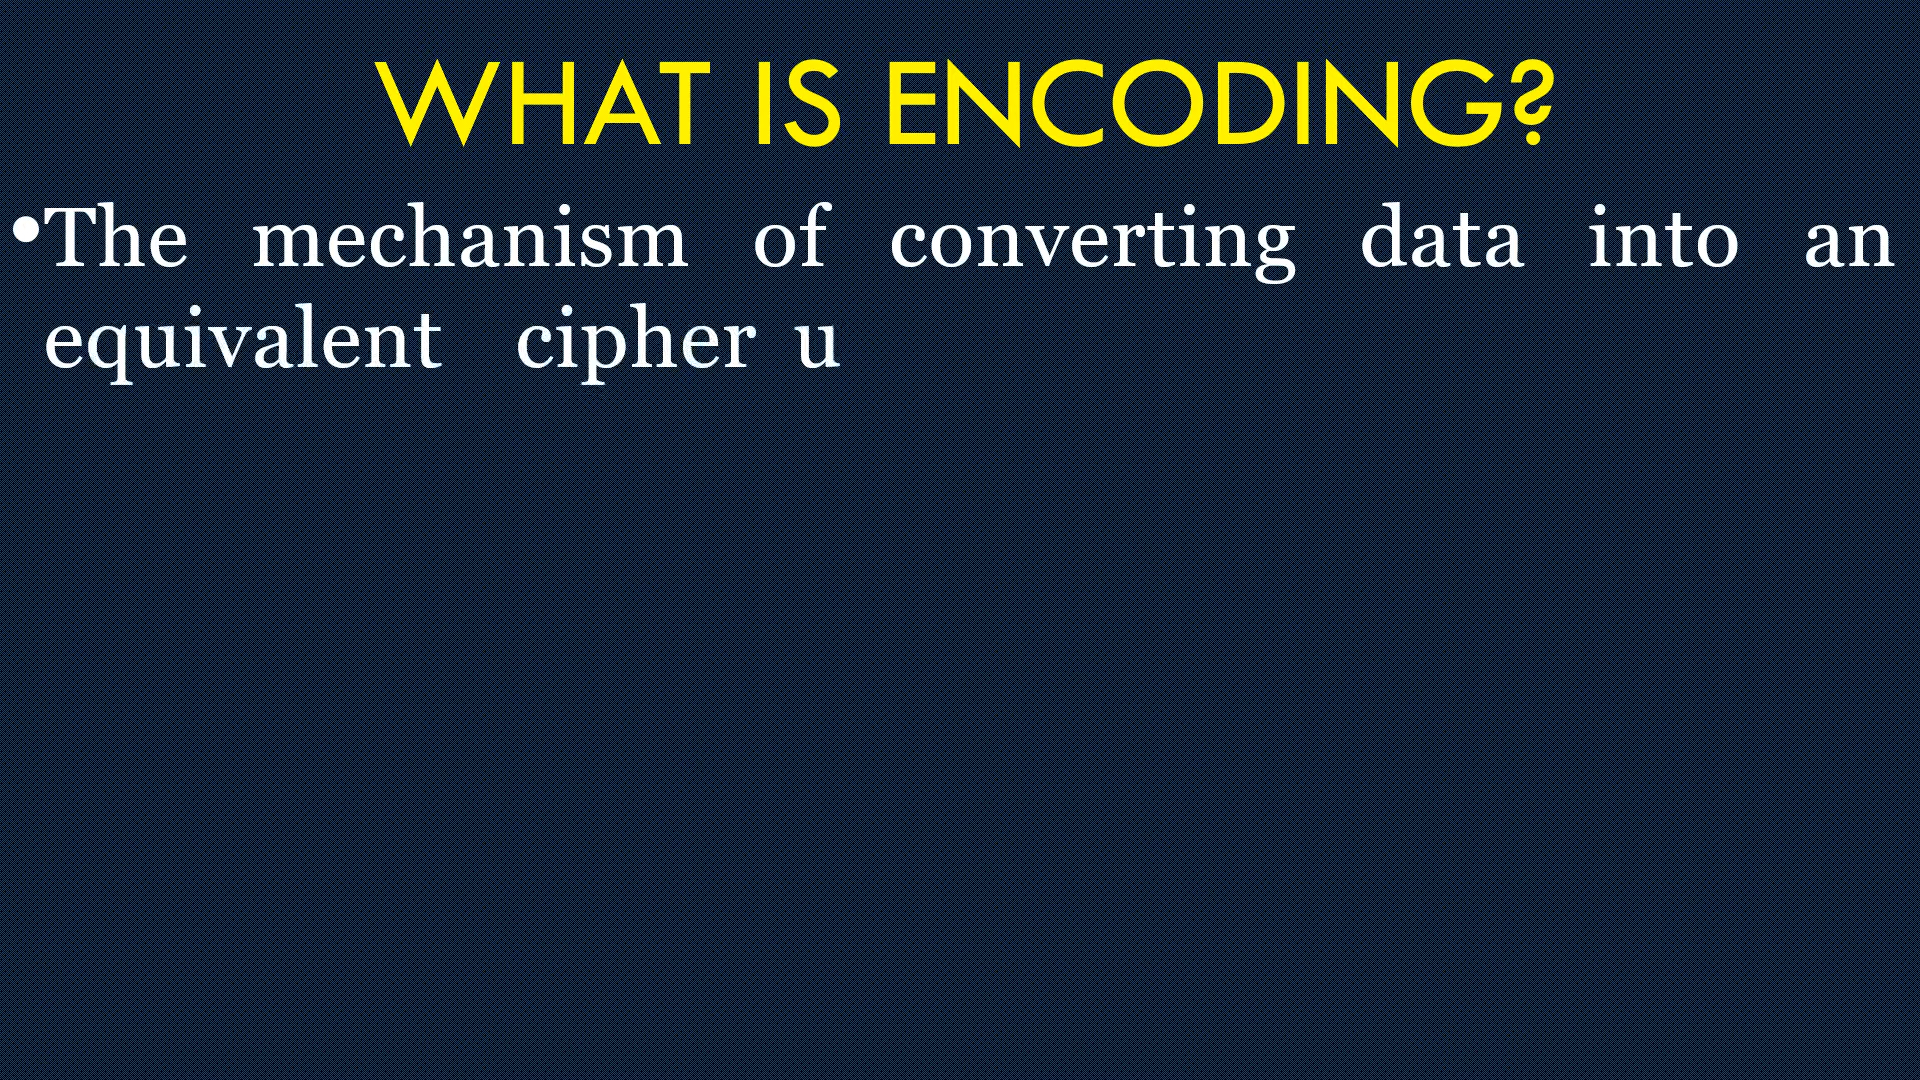 WHAT IS ENCODING?
•The mechanism of converting data into an
equivalent cipher u